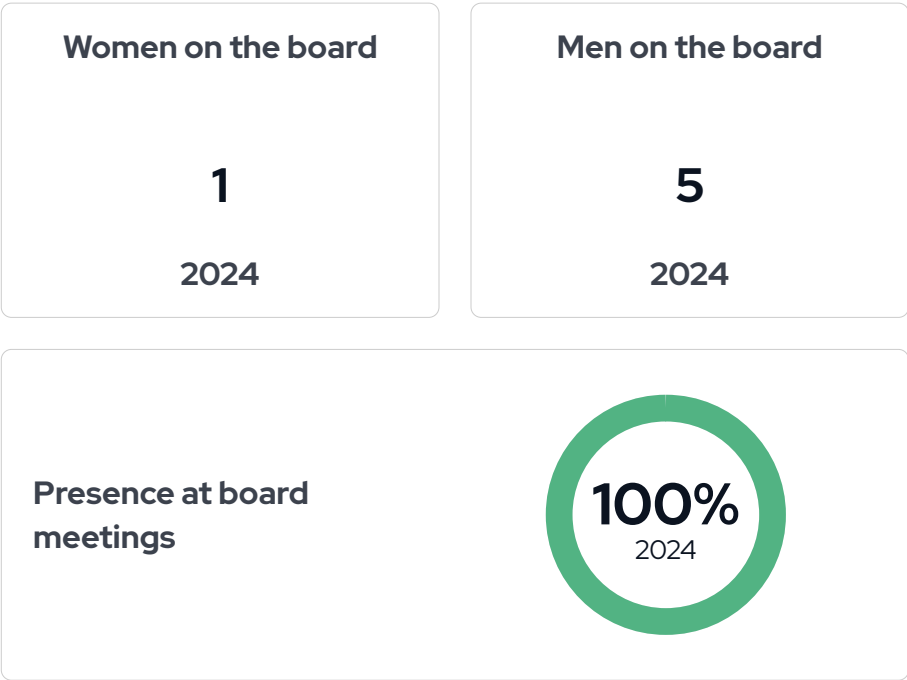 Women on the board
1
2024
Men on the board
5
2024
Presence at board
meetings
100%
2024